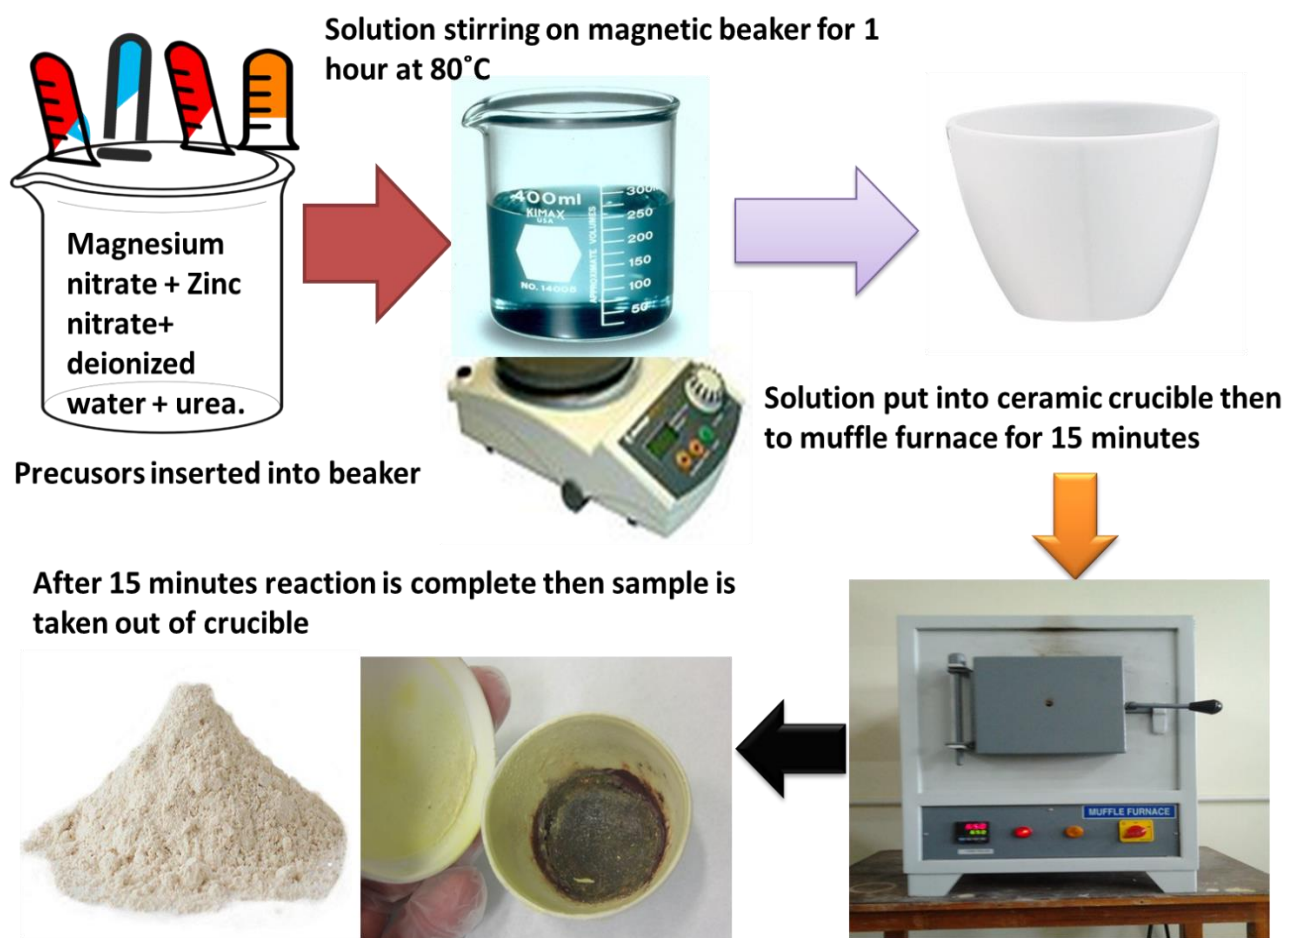 Solution stirring on magnetic beaker for 1
hour at 80˚C
Magnesium
nitrate + Zinc
nitrate+
deionized
water + urea.
Precusors inserted into beaker
400ml
KIMAX
USA
NO. 14000
APPROXIMATE VOLUMES
300
250
200
150
100
50
Solution put into ceramic crucible then
to muffle furnace for 15 minutes
After 15 minutes reaction is complete then sample is
taken out of crucible
MUFFLE FURNACE